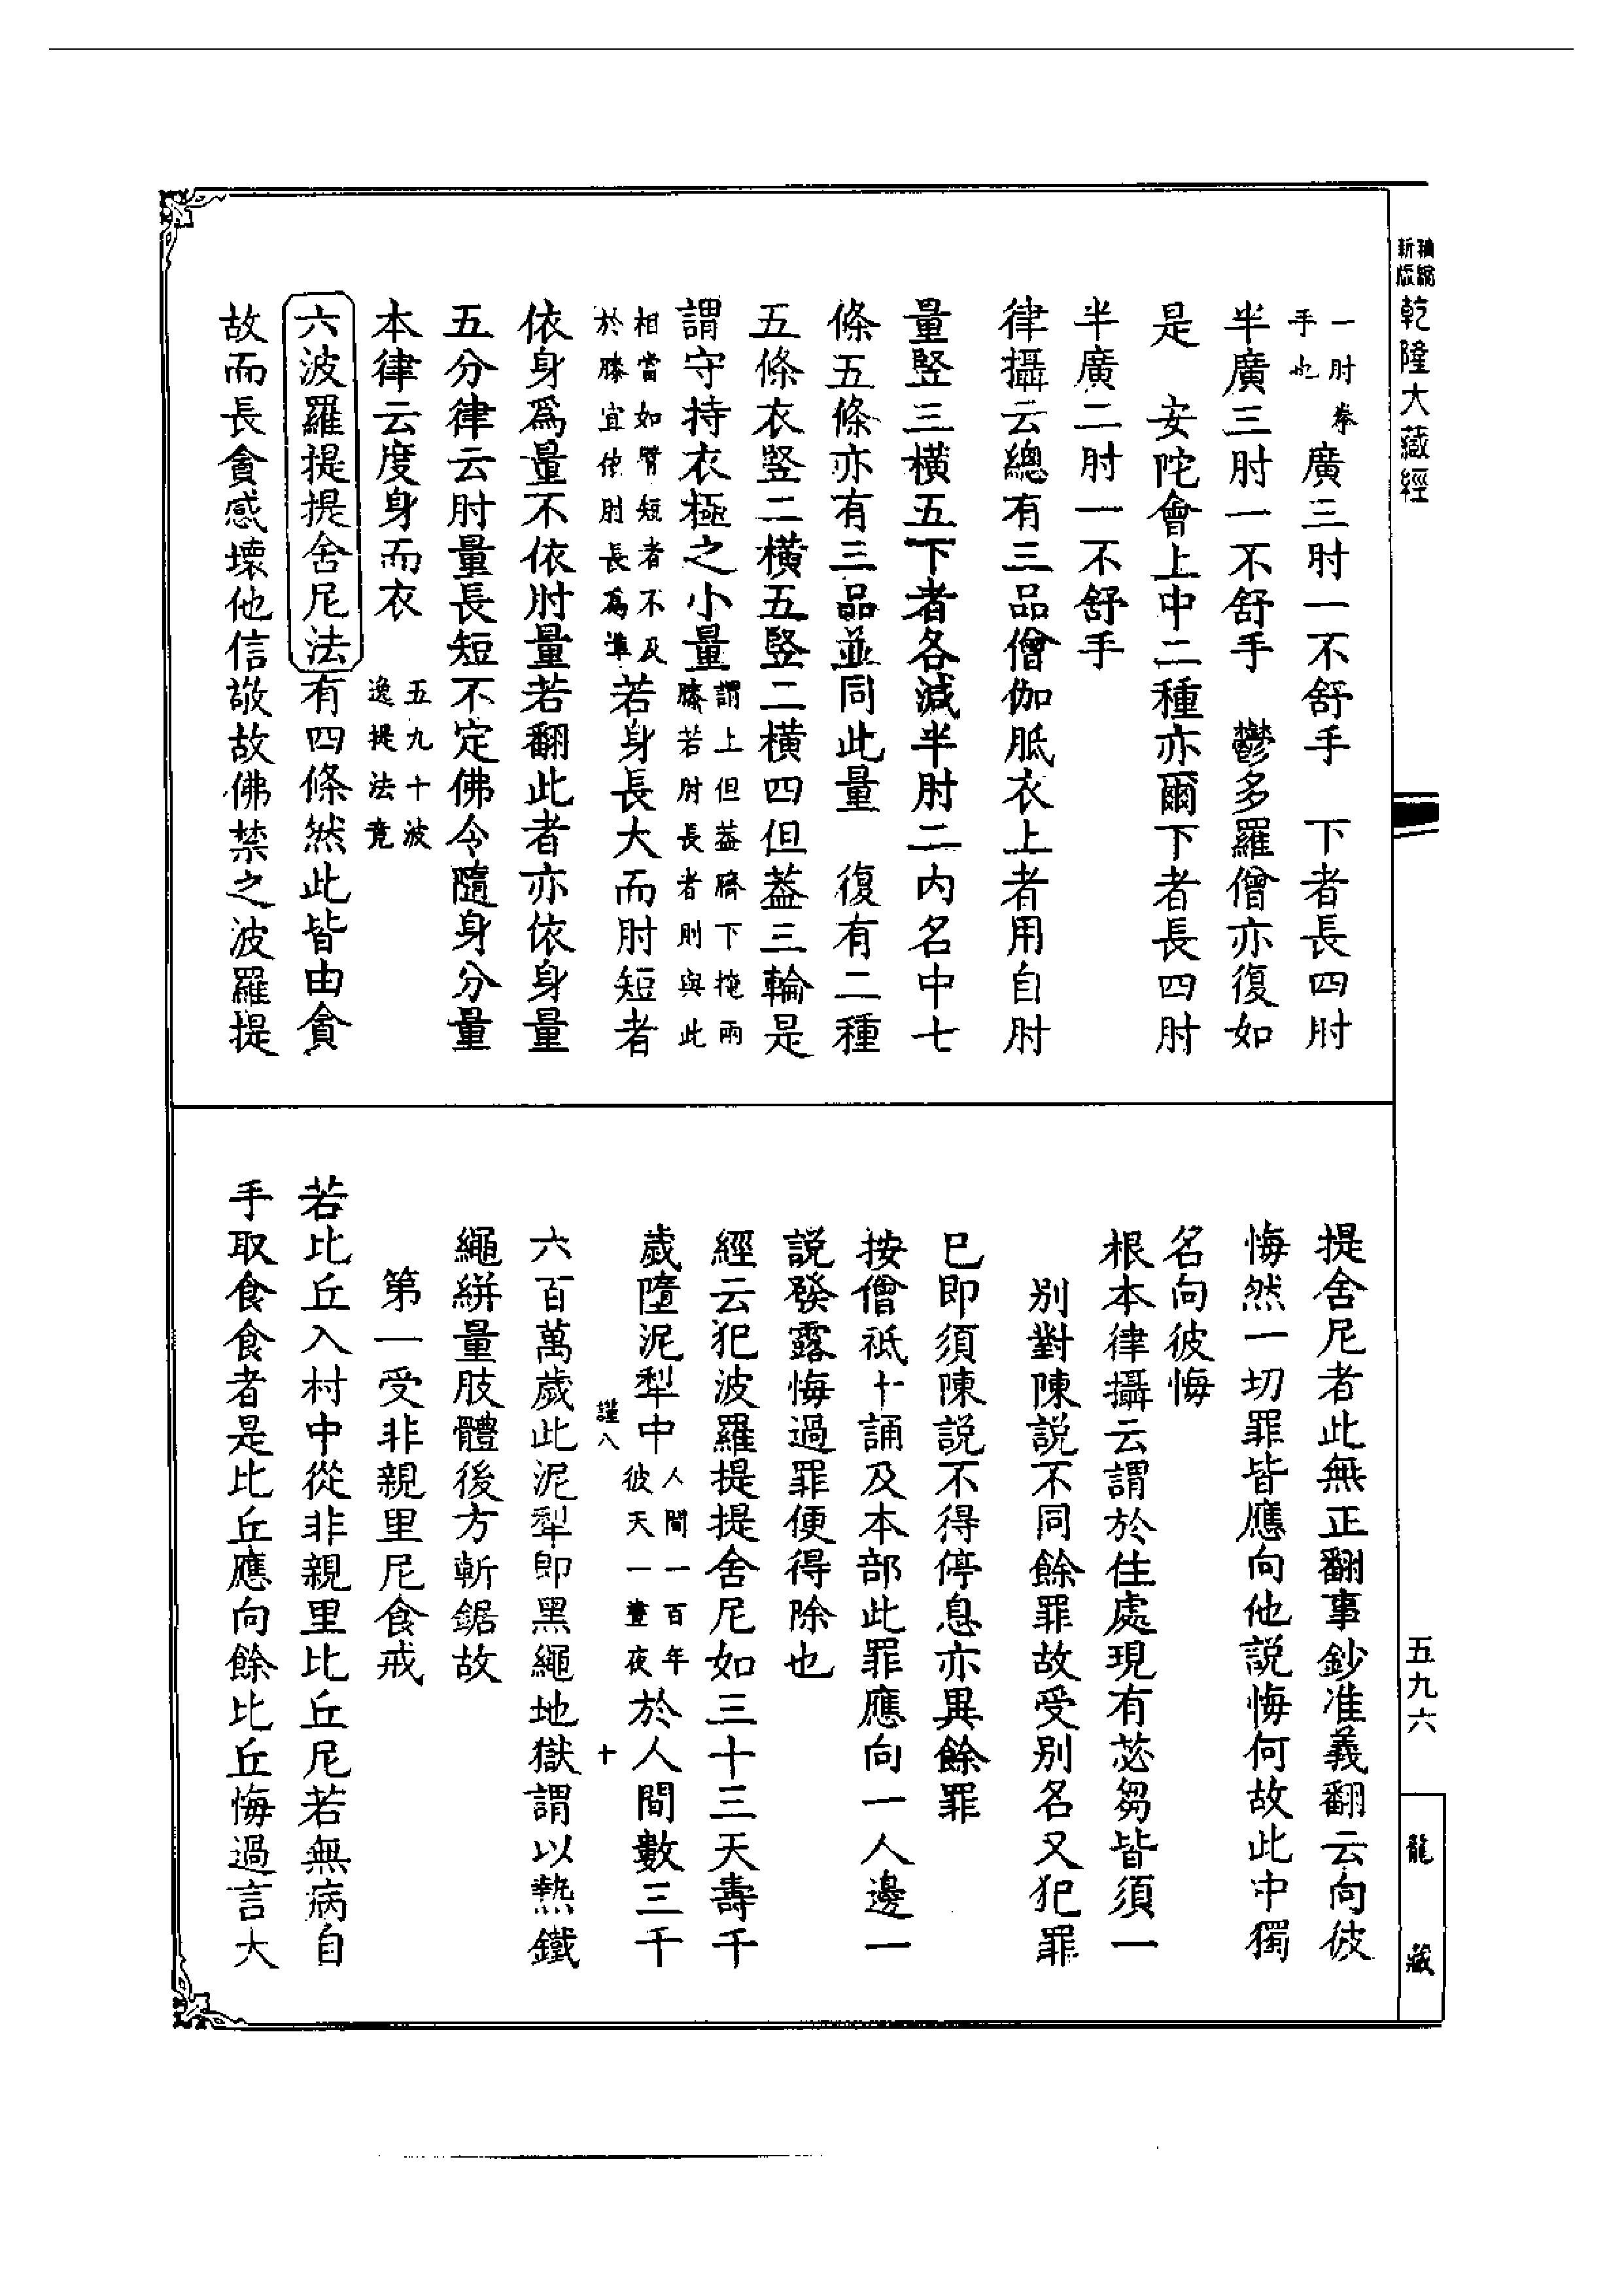 新縮
版縮
乾隆大藏經
一肘拳
手也
廣三肘一不舒手　下者長四肘
半廣三肘一不舒手　鬱多羅僧亦復如
是　安陀會上中二種亦爾下者長四肘
半廣二肘一不舒手
律攝云總有三品僧伽胝衣上者用自肘
量竪三橫五下者各減半肘二內名中七
條五條亦有三品並同此量　復有二種
五條衣竪二橫五竪二橫四但葢三輪是
謂守持衣極之小量
謂上但葢臍下掩兩
膝若肘長者則與此
相當如臂短者不及
於膝宜使肘長為準
若身長大而肘短者
依身爲量不依肘量若翻此者亦依身量
五分律云肘量長短不定佛令隨身分量
本律云度身而衣
五九十波
逸提法竟
六波羅提提舍尼法有四條然此皆由貪
故而長貪感壞他信敬故佛禁之波羅提
提舍尼者此無正翻事鈔准義翻云向彼
悔然一切罪皆應向他説悔何故此中獨
名向彼悔
根本律攝云謂於住處現有苾芻皆須一
別對陳説不同餘罪故受別名又犯罪
已即須陳説不得停息亦異餘罪
按僧祇十誦及本部此罪應向一人邊一
説發露悔過罪便得除也
經云犯波羅提提舍尼如三十三天壽千
歲墮泥犁中
人間一百年
彼天一晝夜
於人間數三千
謹八
十
六百萬歲此泥犁即黑繩地獄謂以熱鐵
繩絣量肢體後方斬鋸故
第一受非親里尼食戒
若比丘入村中從非親里比丘尼若無病自
手取食食者是比丘應向餘比丘悔過言大
五九六
龍藏